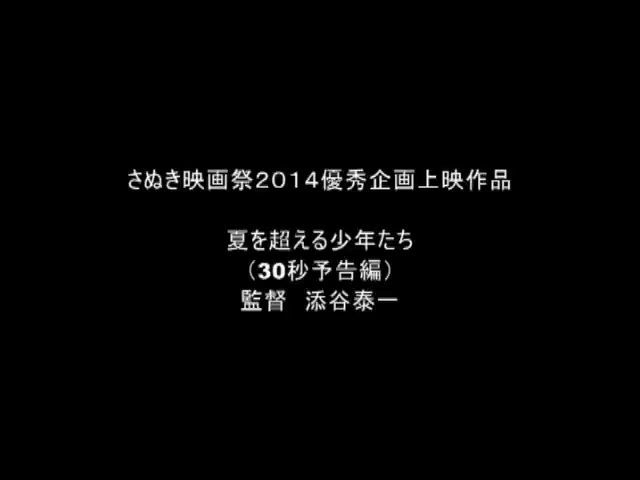 さぬき映画祭２０１４優秀企画上映作品
夏を超える少年たち
（30秒予告編）
監督　添谷泰一